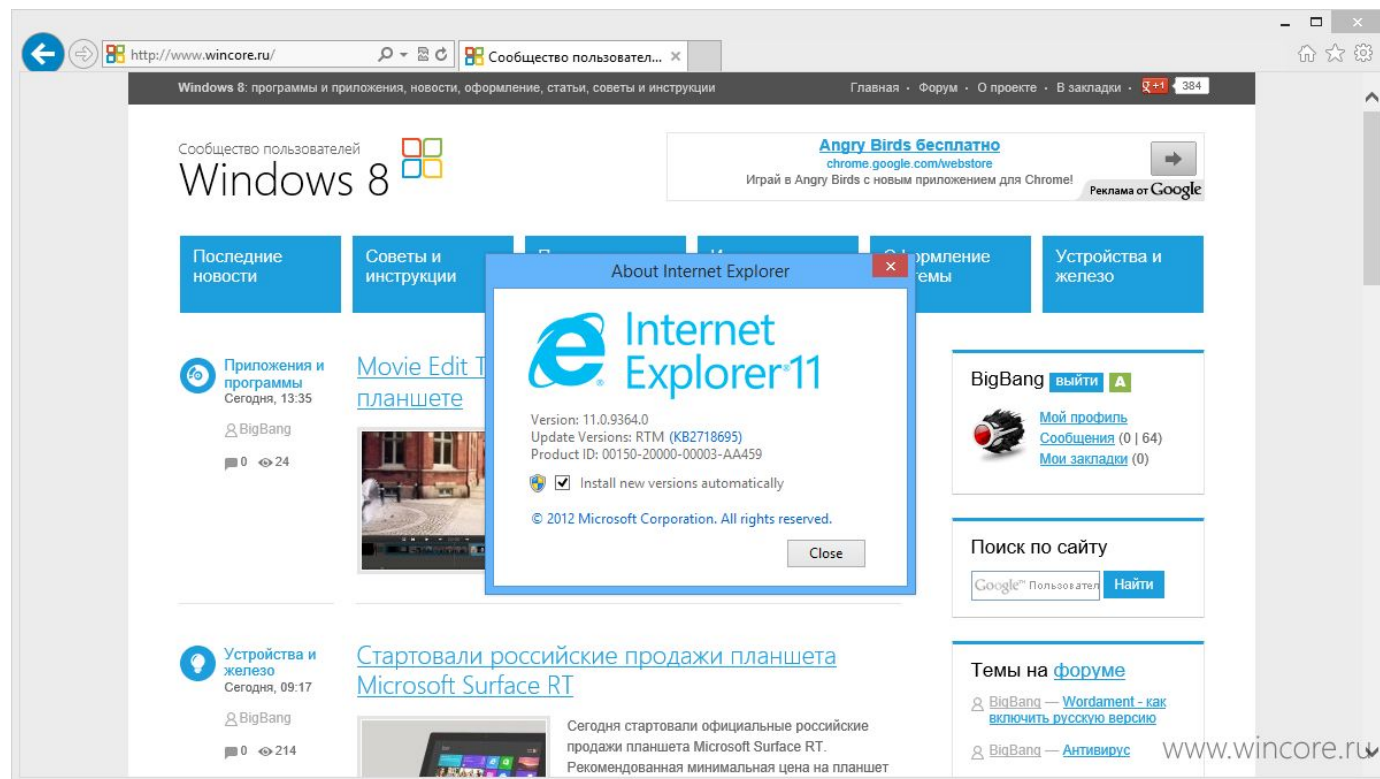 http://www.wincore.ru/
Сообщество пользовател...
Windows 8: программы и приложения, новости, оформление, статьи, советы и инструкции
Главная · Форум · О проекте · В закладки ·
+1
384
Сообщество пользователей
Windows 8
Angry Birds бесплатно
chrome.google.com/webstore
Играй в Angry Birds с новым приложением для Chrome!
Реклама от Google
Последние
новости
Советы и
инструкции
Устройства и
железо
About Internet Explorer
Internet
Explorer 11
Version: 11.0.9364.0
Update Versions: RTM (KB2718695)
Product ID: 00150-20000-00003-AA459
Install new versions automatically
© 2012 Microsoft Corporation. All rights reserved.
Close
Приложения и
программы
Сегодня, 13:35
BigBang
0 24
Movie Edit
планшете
BigBang выйти A
Мой профиль
Сообщения (0 | 64)
Мои закладки (0)
Поиск по сайту
Google™ Пользовател
Найти
Устройства и
железо
Сегодня, 09:17
BigBang
0 214
Стартовали российские продажи планшета
Microsoft Surface RT
Сегодня стартовали официальные российские
продажи планшета Microsoft Surface RT.
Рекомендованная минимальная цена на планшет
Темы на форуме
BigBang — Wordament - как
включить русскую версию
BigBang — Антивирус
www.wincore.ru